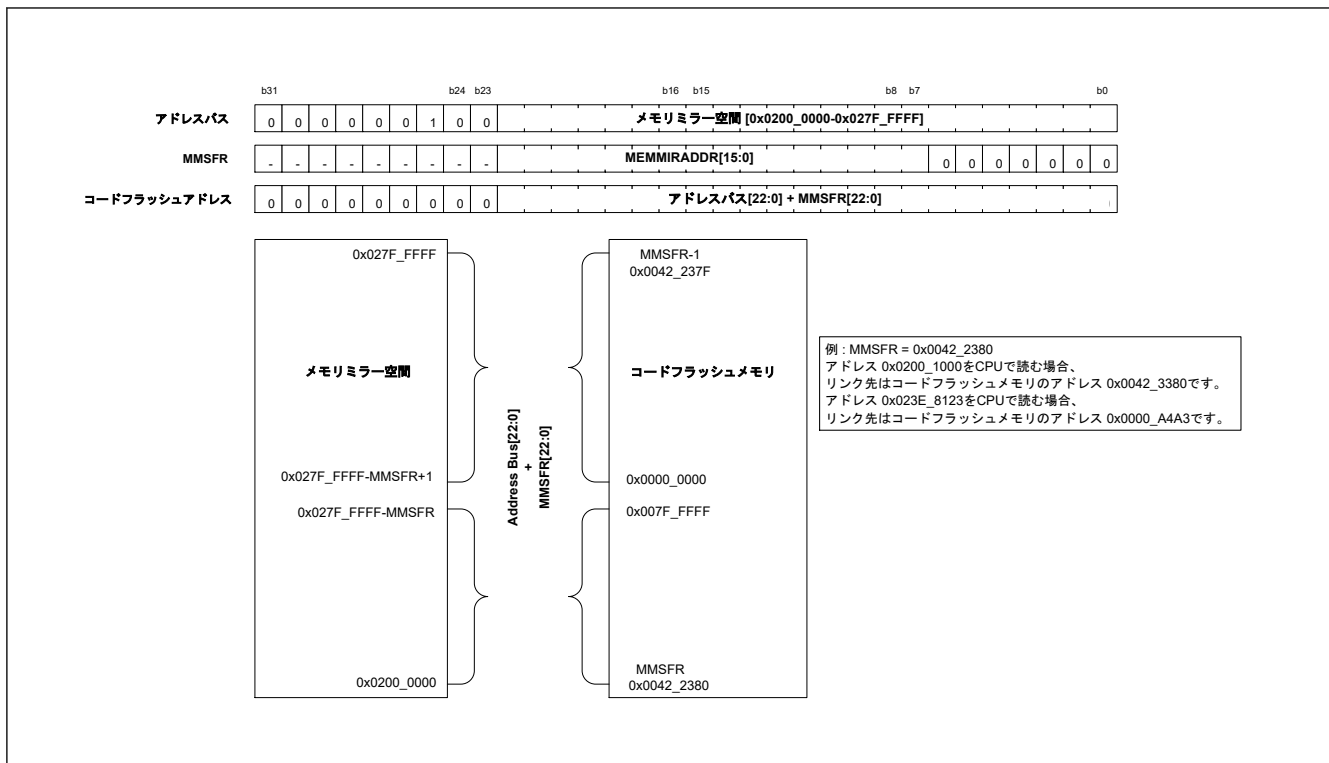 b31 b24 b23 b16 b15 b8 b7 b0
アドレスバス 0 0 0 0 0 0 1 0 0 メモリミラー空間 [0x0200_0000-0x027F_FFFF]
MMSFR - - - - - - - - - MEMMIRADDR[15:0] 0 0 0 0 0 0 0
コードフラッシュアドレス 0 0 0 0 0 0 0 0 0 アドレスバス[22:0] + MMSFR[22:0]
0x027F_FFFF
メモリミラー空間
0x027F_FFFF-MMSFR+1
0x027F_FFFF-MMSFR
0x0200_0000
Address Bus[22:0]
+
MMSFR[22:0]
MMSFR-1
0x0042_237F
コードフラッシュメモリ
0x0000_0000
0x007F_FFFF
MMSFR
0x0042_2380
例 : MMSFR = 0x0042_2380
アドレス 0x0200_1000をCPUで読む場合、
リンク先はコードフラッシュメモリのアドレス 0x0042_3380です。
アドレス 0x023E_8123をCPUで読む場合、
リンク先はコードフラッシュメモリのアドレス 0x0000_A4A3です。